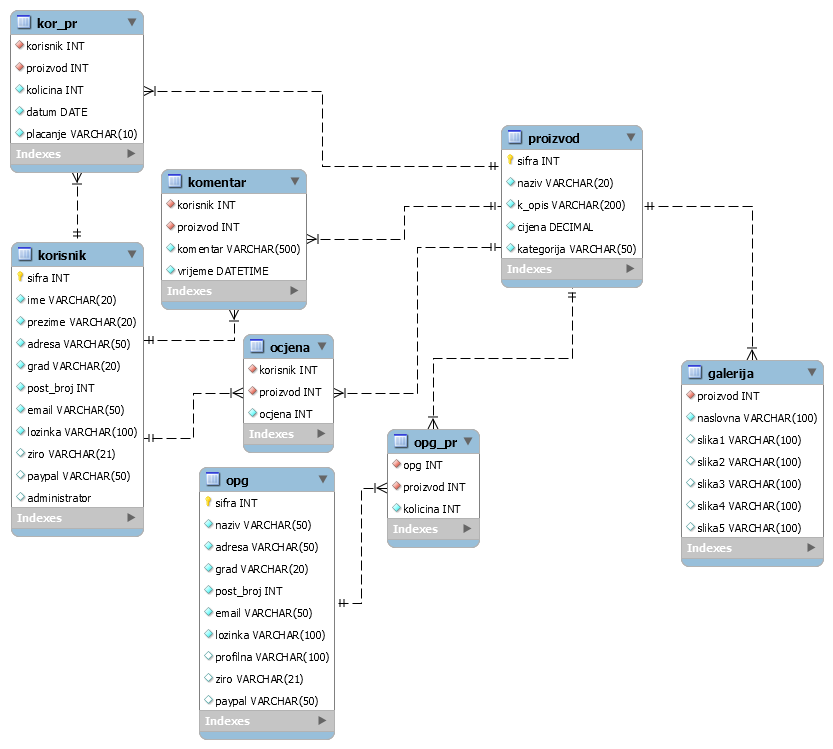 kor_pr
korisnik INT
proizvod INT
kolicina INT
datum DATE
placanje VARCHAR(10)
Indexes
komentar
korisnik INT
proizvod INT
komentar VARCHAR(500)
vrijeme DATETIME
Indexes
proizvod
sifra INT
naziv VARCHAR(20)
k_opis VARCHAR(200)
cijena DECIMAL
kategorija VARCHAR(50)
Indexes
korisnik
sifra INT
ime VARCHAR(20)
prezime VARCHAR(20)
adresa VARCHAR(50)
grad VARCHAR(20)
post_broj INT
email VARCHAR(50)
lozinka VARCHAR(100)
ziro VARCHAR(21)
paypal VARCHAR(50)
administrator
Indexes
ocjena
korisnik INT
proizvod INT
ocjena INT
Indexes
galerija
proizvod INT
naslovna VARCHAR(100)
slika1 VARCHAR(100)
slika2 VARCHAR(100)
slika3 VARCHAR(100)
slika4 VARCHAR(100)
slika5 VARCHAR(100)
Indexes
opg_pr
opg INT
proizvod INT
kolicina INT
Indexes
opg
sifra INT
naziv VARCHAR(50)
adresa VARCHAR(50)
grad VARCHAR(20)
post_broj INT
email VARCHAR(50)
lozinka VARCHAR(100)
profilna VARCHAR(100)
ziro VARCHAR(21)
paypal VARCHAR(50)
Indexes